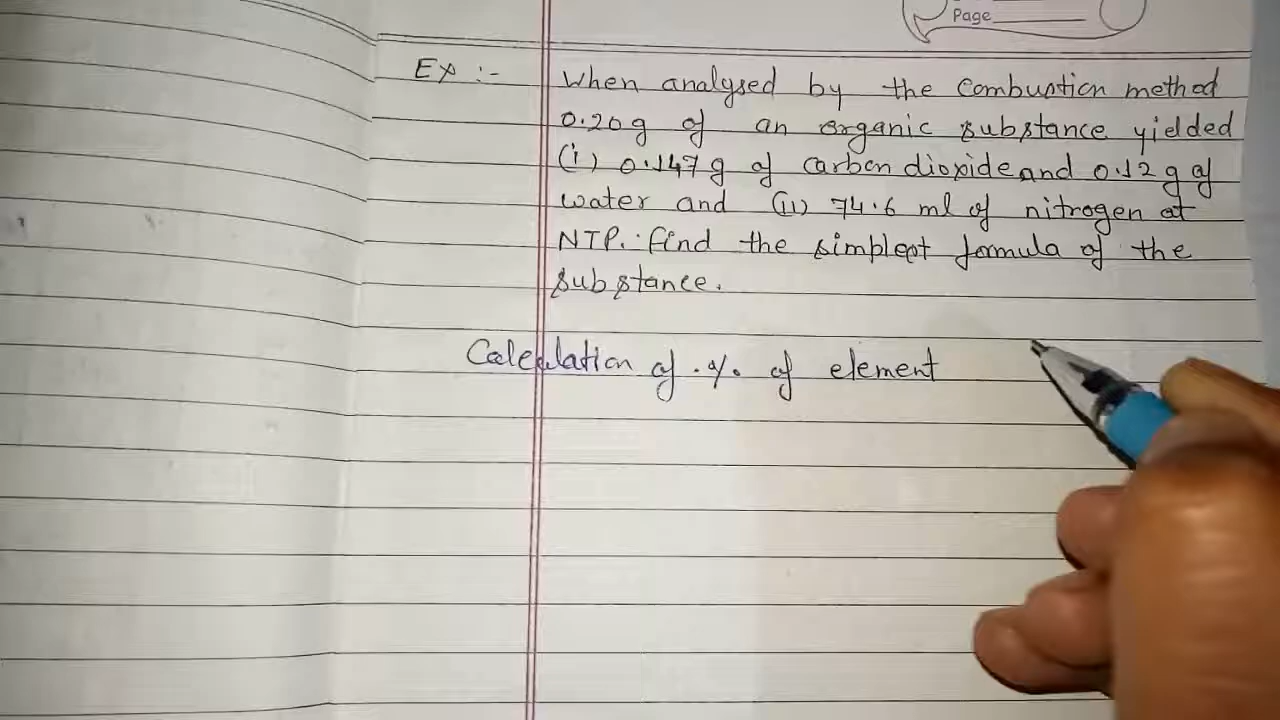 Page
Ex :- When analysed by the combustion method
0.20g of an organic substance yielded
(i) 0.147g of carbon dioxide and 0.12 g of
water and (ii) 74.6 ml of nitrogen at
NTP. find the simplest formula of the
substance.
Calculation of % of element